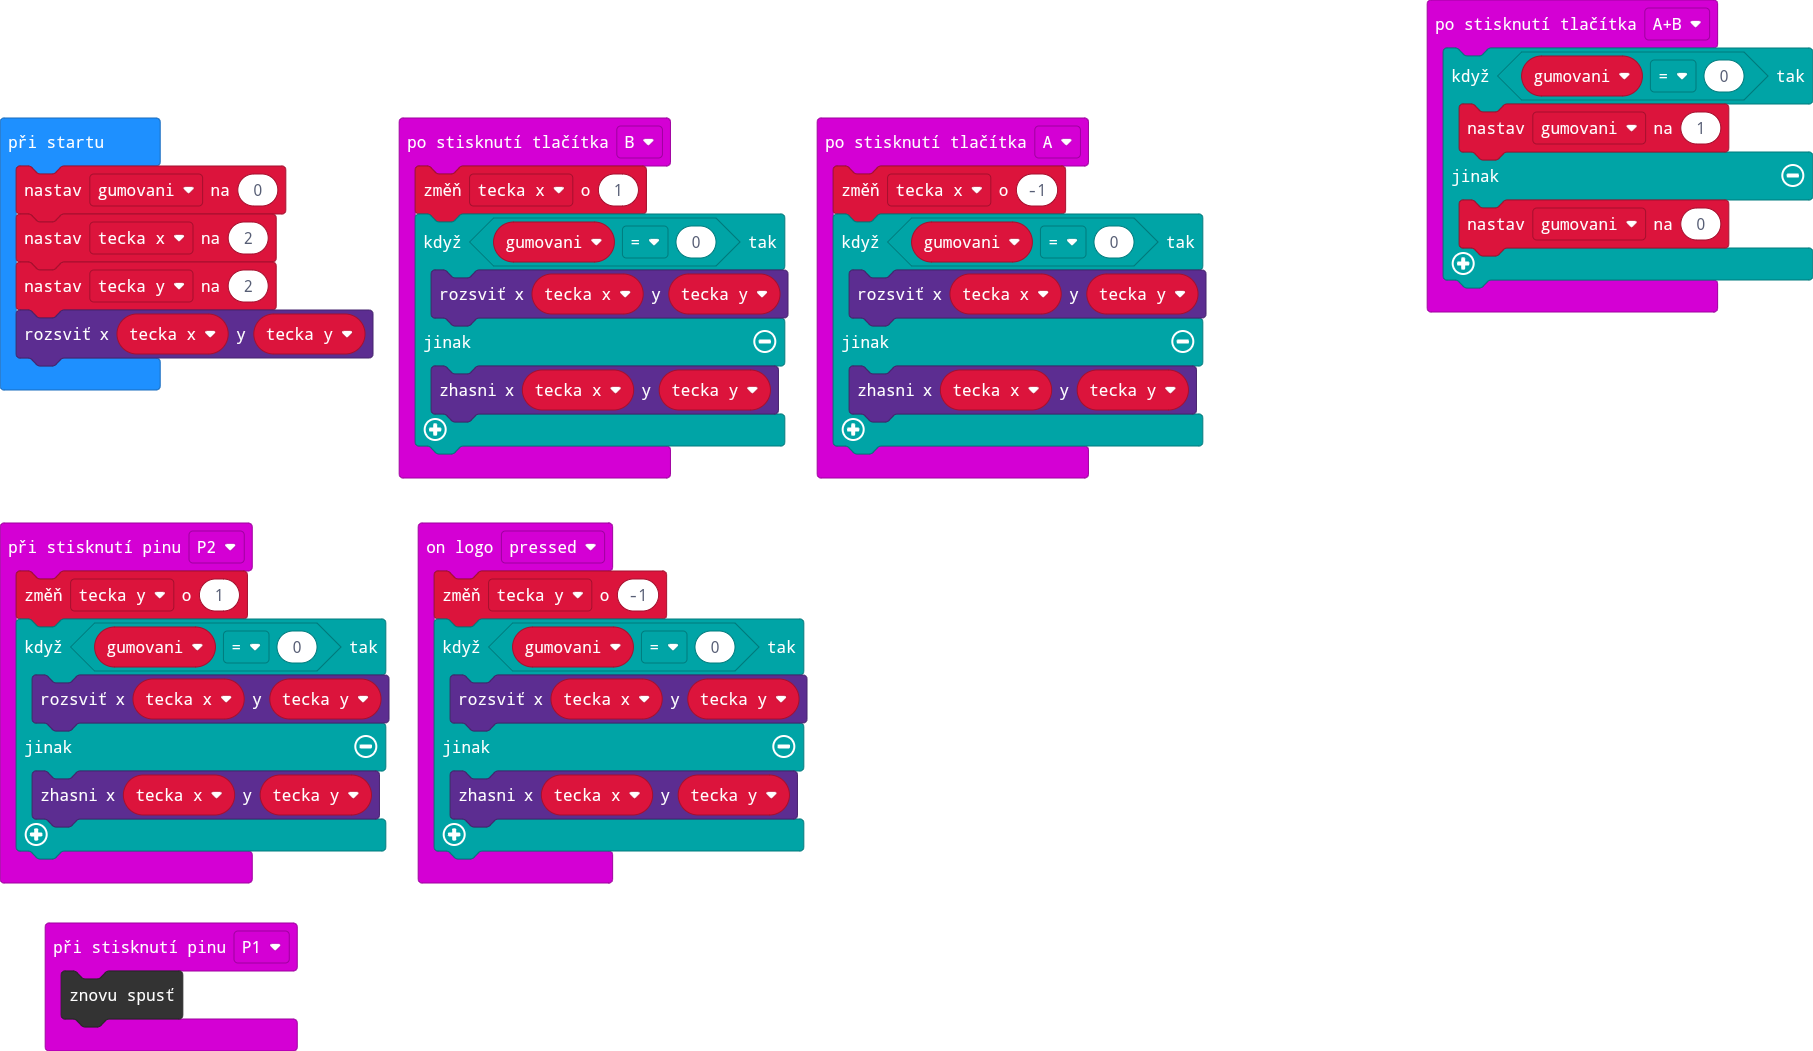 při startu
nastav gumovani na 0
nastav tecka x na 2
nastav tecka y na 2
rozsviť x tecka x y tecka y
po stisknutí tlačítka B
změň tecka x o 1
když gumovani = 0 tak
rozsviť x tecka x y tecka y
jinak
zhasni x tecka x y tecka y
po stisknutí tlačítka A
změň tecka x o -1
když gumovani = 0 tak
rozsviť x tecka x y tecka y
jinak
zhasni x tecka x y tecka y
po stisknutí tlačítka A+B
když gumovani = 0 tak
nastav gumovani na 1
jinak
nastav gumovani na 0
při stisknutí pinu P2
změň tecka y o 1
když gumovani = 0 tak
rozsviť x tecka x y tecka y
jinak
zhasni x tecka x y tecka y
on logo pressed
změň tecka y o -1
když gumovani = 0 tak
rozsviť x tecka x y tecka y
jinak
zhasni x tecka x y tecka y
při stisknutí pinu P1
znovu spusť